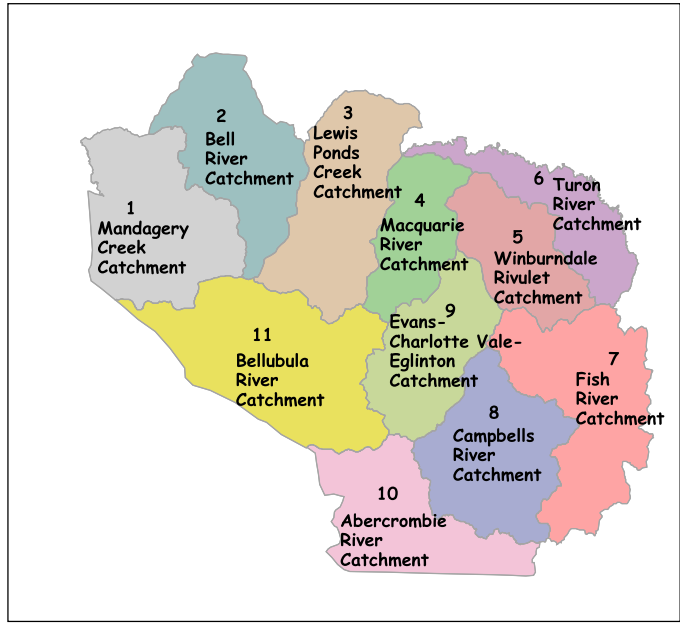 1
Mandagery
Creek
Catchment
2
Bell
River
Catchment
3
Lewis
Ponds
Creek
Catchment
4
Macquarie
River
Catchment
5
Winburndale
Rivulet
Catchment
6
Turon
River
Catchment
7
Fish
River
Catchment
8
Campbells
River
Catchment
9
Evans-
Charlotte Vale-
Eglinton
Catchment
10
Abercrombie
River
Catchment
11
Bellubula
River
Catchment